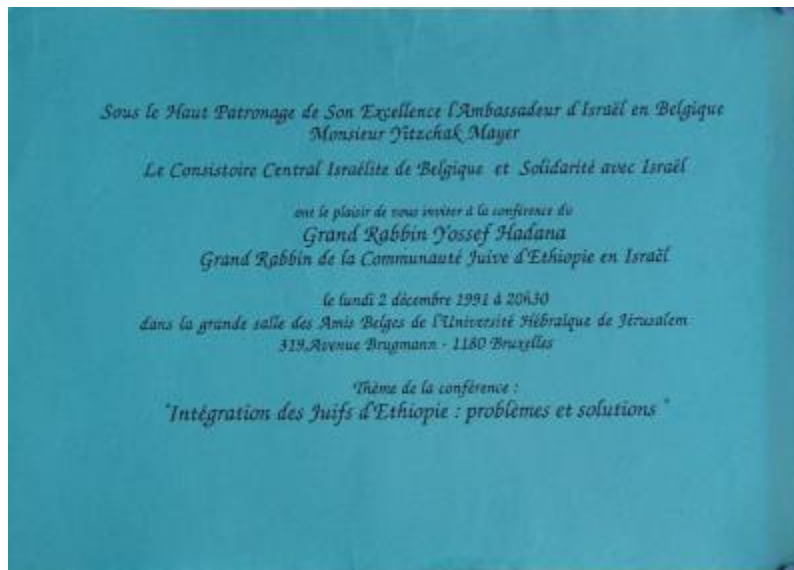 Sous le Haut Patronage de Son Excellence l'Ambassadeur d'Israël en Belgique
Monsieur Yitzchak Mayer
Le Consistoire Central Israélite de Belgique et Solidarité avec Israël
ont le plaisir de vous inviter à la conférence du
Grand Rabbin Yossef Hadana
Grand Rabbin de la Communauté Juive d'Ethiopie en Israël
le lundi 2 décembre 1991 à 20h30
dans la grande salle des Amis Belges de l'Université Hébraïque de Jérusalem
319,Avenue Brugmann - 1180 Bruxelles
Thème de la conférence :
"Intégration des Juifs d'Ethiopie : problèmes et solutions "